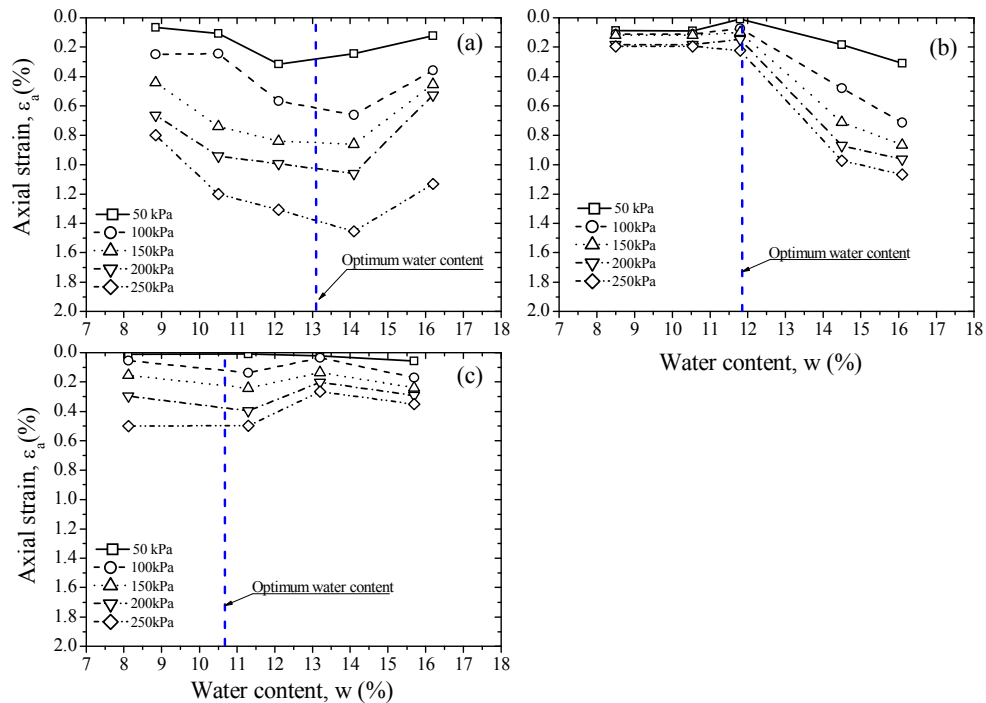 Axial strain, εa(%)
0.0
0.2
0.4
0.6
0.8
1.0
1.2
1.4
1.6
1.8
2.0
(a)
50 kPa
100kPa
150kPa
200kPa
250kPa
Optimum water content
7 8 9 10 11 12 13 14 15 16 17 18
0.0
0.2
0.4
0.6
0.8
1.0
1.2
1.4
1.6
1.8
2.0
(b)
50 kPa
100kPa
150kPa
200kPa
250kPa
Optimum water content
7 8 9 10 11 12 13 14 15 16 17 18
Water content, w (%)
Axial strain, εa(%)
0.0
0.2
0.4
0.6
0.8
1.0
1.2
1.4
1.6
1.8
2.0
(c)
50 kPa
100kPa
150kPa
200kPa
250kPa
Optimum water content
7 8 9 10 11 12 13 14 15 16 17 18
Water content, w (%)